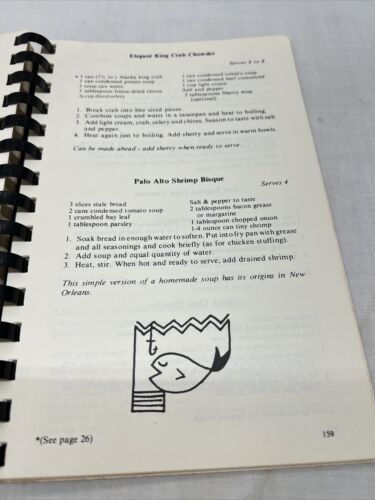 Elegant King Crab Chowder
Serves 6 to 8
* 1 can (7½ oz.) Alaska king crab
1 can condensed potato soup
1 soup can water
1 tablespoon freeze-dried chives
½ cup diced celery
1 can condensed tomato soup
1 can condensed beef consommé
1 cup light cream
Salt and pepper
3 tablespoons Sherry wine
(optional)
1. Break crab into bite sized pieces.
2. Combine soups and water in a saucepan and heat to boiling.
3. Add light cream, crab, celery and chives. Season to taste with salt
and pepper.
4. Heat again just to boiling. Add sherry and serve in warm bowls.
Can be made ahead - add sherry when ready to serve.
Palo Alto Shrimp Bisque
Serves 4
3 slices stale bread
2 cans condensed tomato soup
1 crumbled bay leaf
1 tablespoon parsley
Salt & pepper to taste
2 tablespoons bacon grease
or margarine
1 tablespoon chopped onion
1-4 ounce can tiny shrimp
1. Soak bread in enough water to soften. Put into fry pan with grease
and all seasonings and cook briefly (as for chicken stuffing).
2. Add soup and equal quantity of water.
3. Heat, stir. When hot and ready to serve, add drained shrimp.
This simple version of a homemade soup has its origins in New
Orleans.
*(See page 26)
159